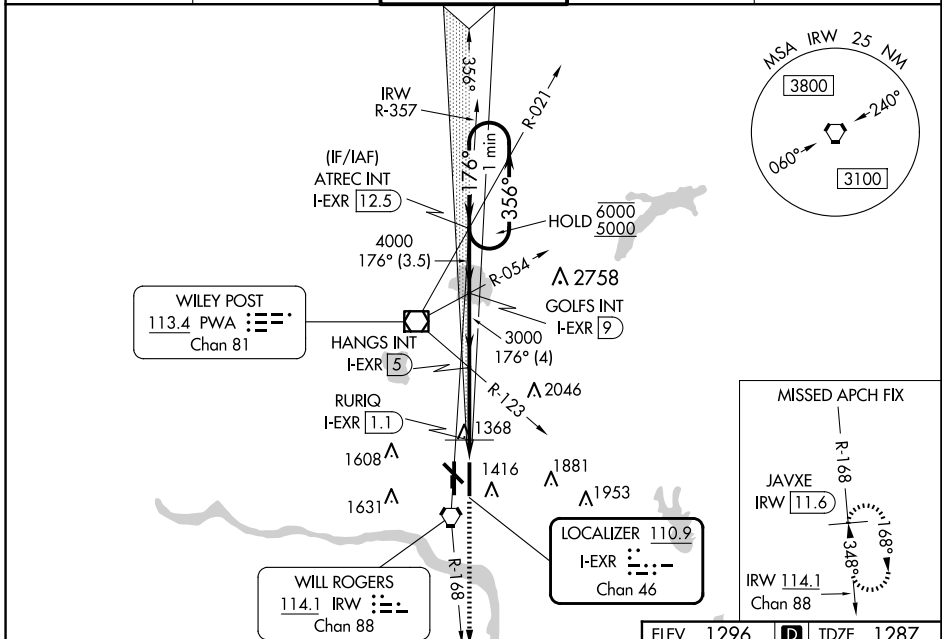 MSA IRW 25 NM
3800
240°
060°
3100
356°
IRW
R-357
R-021
1 min
176°
356°
(IF/IAF)
ATREC INT
I-EXR 12.5
HOLD 6000
5000
4000
176° (3.5)
R-054
2758
GOLFS INT
I-EXR 9
WILEY POST
113.4 PWA
Chan 81
3000
176° (4)
HANGS INT
I-EXR 5
R-123
2046
RURIQ
I-EXR 1.1
1368
1608
1416
1881
1631
1953
LOCALIZER 110.9
I-EXR
Chan 46
WILL ROGERS
114.1 IRW
Chan 88
R-168
MISSED APCH FIX
R-168
JAVXE
IRW 11.6
168°
348°
IRW 114.1
Chan 88
ELEV 1296 D TDZE 1287